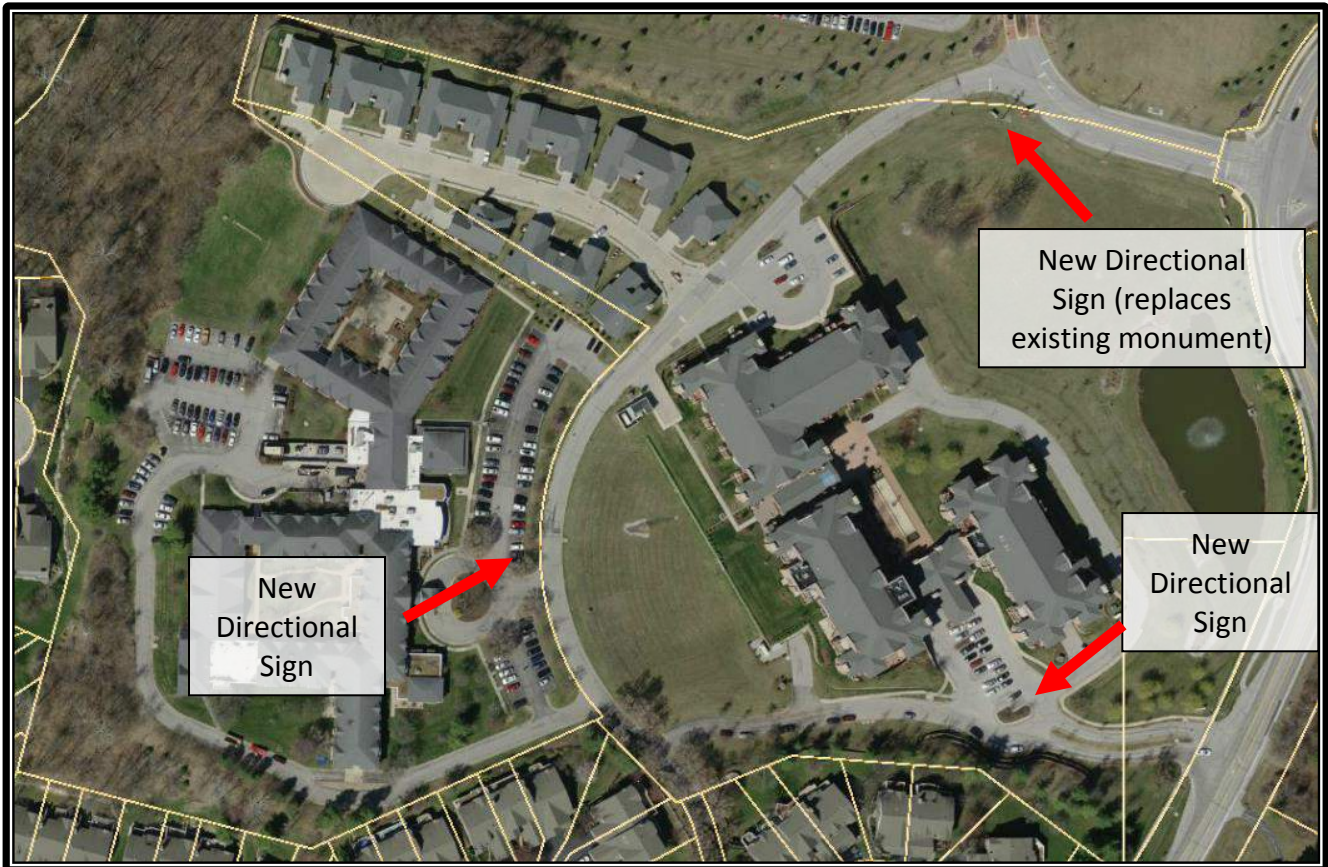 New Directional
Sign (replaces
existing monument)
New
Directional
Sign
New
Directional
Sign